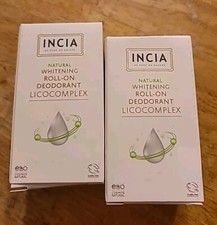 INCIA
NATURAL
WHITENING
ROLL-ON
DEODORANT
LICOCOMPLEX
INCIA
NATURAL
WHITENING
ROLL-ON
DEODORANT
LICOCOMPLEX